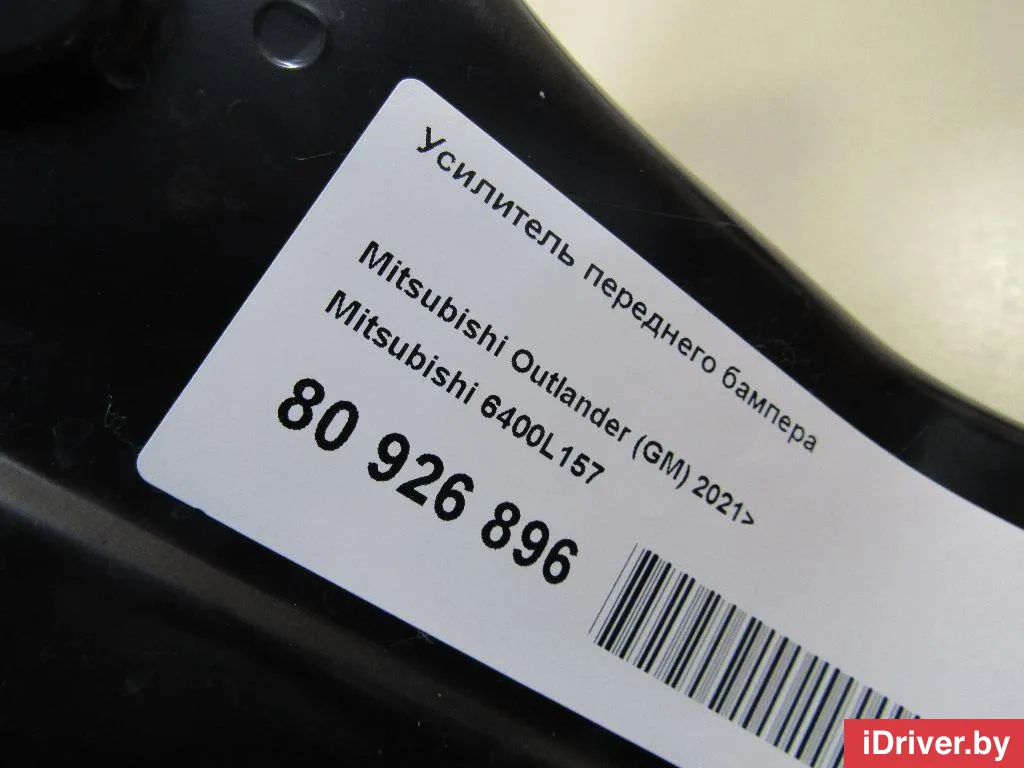 Усилитель переднего бампера
Mitsubishi Outlander (GM) 2021>
Mitsubishi 6400L157
80 926 896
iDriver.by